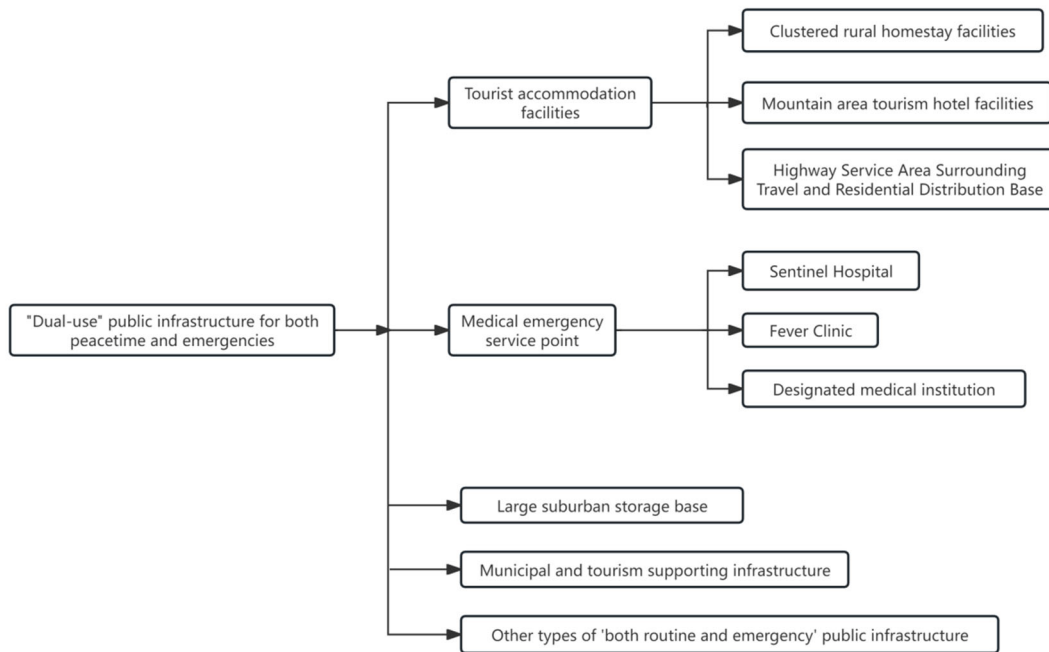 Clustered rural homestay facilities
Tourist accommodation
facilities
Mountain area tourism hotel facilities
Highway Service Area Surrounding
Travel and Residential Distribution Base
Sentinel Hospital
"Dual-use" public infrastructure for both
peacetime and emergencies
Medical emergency
service point
Fever Clinic
Designated medical institution
Large suburban storage base
Municipal and tourism supporting infrastructure
Other types of 'both routine and emergency' public infrastructure